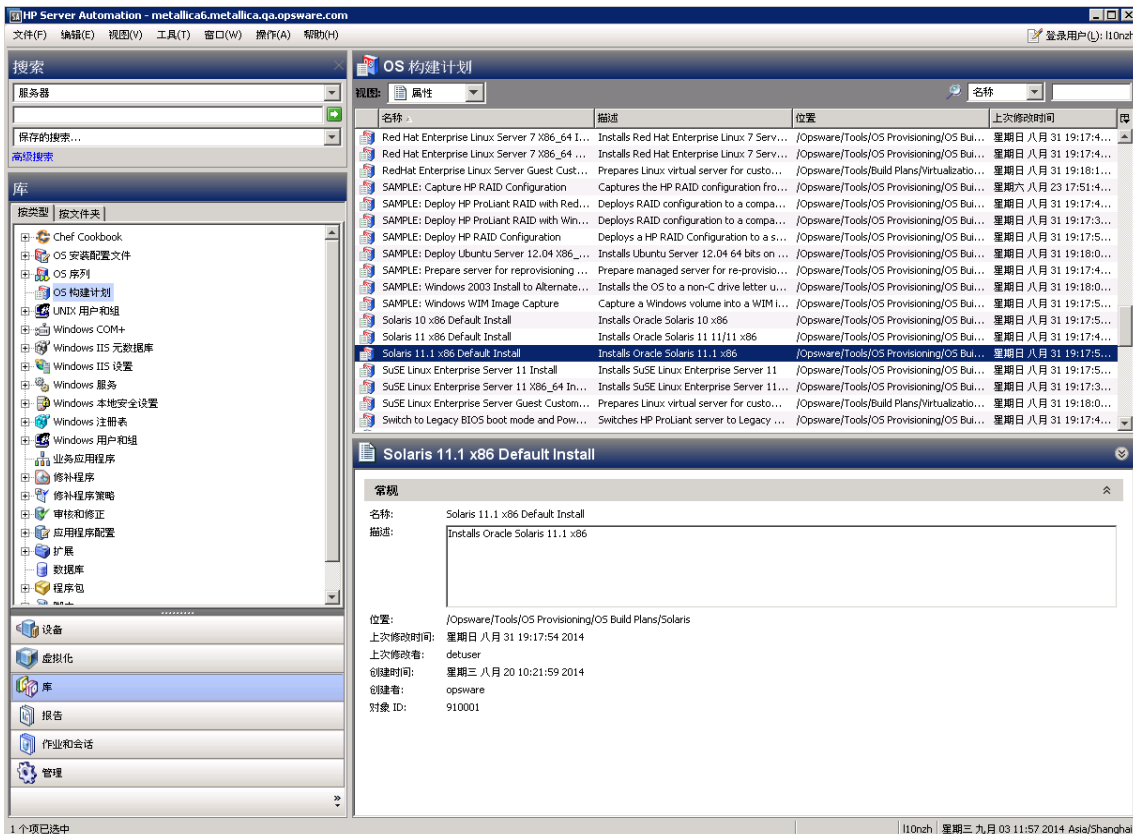 HP Server Automation - metallica6.metallica.qa.opsware.com
文件(F) 编辑(E) 视图(V) 工具(T) 窗口(W) 操作(A) 帮助(H) 登录用户(L): l10nzh
搜索
服务器
保存的搜索...
高级搜索
库
按类型 按文件夹
Chef Cookbook
OS 安装配置文件
OS 序列
OS 构建计划
UNIX 用户和组
Windows COM+
Windows IIS 元数据库
Windows IIS 设置
Windows 服务
Windows 本地安全设置
Windows 注册表
Windows 用户和组
业务应用程序
修补程序
修补程序策略
审核和修正
应用程序配置
扩展
数据库
程序包
设备
虚拟化
库
报告
作业和会话
管理
OS 构建计划
视图: 属性 名称
名称 描述 位置 上次修改时间
Red Hat Enterprise Linux Server 7 X86_64 I... Installs Red Hat Enterprise Linux 7 Serv... /Opsware/Tools/OS Provisioning/OS Bui... 星期日 八月 31 19:17:4...
Red Hat Enterprise Linux Server 7 X86_64 ... Installs Red Hat Enterprise Linux 7 Serv... /Opsware/Tools/OS Provisioning/OS Bui... 星期日 八月 31 19:17:4...
RedHat Enterprise Linux Server Guest Cust... Prepares Linux virtual server for custo... /Opsware/Tools/Build Plans/Virtualizatio... 星期日 八月 31 19:18:1...
SAMPLE: Capture HP RAID Configuration Captures the HP RAID configuration fro... /Opsware/Tools/OS Provisioning/OS Bui... 星期六 八月 23 17:51:4...
SAMPLE: Deploy HP ProLiant RAID with Red... Deploys RAID configuration to a compa... /Opsware/Tools/OS Provisioning/OS Bui... 星期日 八月 31 19:17:4...
SAMPLE: Deploy HP ProLiant RAID with Win... Deploys RAID configuration to a compa... /Opsware/Tools/OS Provisioning/OS Bui... 星期日 八月 31 19:17:3...
SAMPLE: Deploy HP RAID Configuration Deploys a HP RAID Configuration to a s... /Opsware/Tools/OS Provisioning/OS Bui... 星期日 八月 31 19:17:5...
SAMPLE: Deploy Ubuntu Server 12.04 X86_... Installs Ubuntu Server 12.04 64 bits on ... /Opsware/Tools/OS Provisioning/OS Bui... 星期日 八月 31 19:18:0...
SAMPLE: Prepare server for reprovisioning ... Prepare managed server for re-provisio... /Opsware/Tools/OS Provisioning/OS Bui... 星期日 八月 31 19:17:4...
SAMPLE: Windows 2003 Install to Alternate... Installs the OS to a non-C drive letter u... /Opsware/Tools/OS Provisioning/OS Bui... 星期日 八月 31 19:18:0...
SAMPLE: Windows WIM Image Capture Capture a Windows volume into a WIM i... /Opsware/Tools/OS Provisioning/OS Bui... 星期日 八月 31 19:17:5...
Solaris 10 x86 Default Install Installs Oracle Solaris 10 x86 /Opsware/Tools/OS Provisioning/OS Bui... 星期日 八月 31 19:17:5...
Solaris 11 x86 Default Install Installs Oracle Solaris 11 11/11 x86 /Opsware/Tools/OS Provisioning/OS Bui... 星期日 八月 31 19:17:4...
Solaris 11.1 x86 Default Install Installs Oracle Solaris 11.1 x86 /Opsware/Tools/OS Provisioning/OS Bui... 星期日 八月 31 19:17:5...
SuSE Linux Enterprise Server 11 Install Installs SuSE Linux Enterprise Server 11 /Opsware/Tools/OS Provisioning/OS Bui... 星期日 八月 31 19:17:5...
SuSE Linux Enterprise Server 11 X86_64 In... Installs SuSE Linux Enterprise Server 11... /Opsware/Tools/OS Provisioning/OS Bui... 星期日 八月 31 19:17:3...
SuSE Linux Enterprise Server Guest Custom... Prepares Linux virtual server for custo... /Opsware/Tools/Build Plans/Virtualizatio... 星期日 八月 31 19:18:0...
Switch to Legacy BIOS boot mode and Pow... Switches HP ProLiant server to Legacy ... /Opsware/Tools/OS Provisioning/OS Bui... 星期日 八月 31 19:17:4...
Solaris 11.1 x86 Default Install
常规
名称: Solaris 11.1 x86 Default Install
描述: Installs Oracle Solaris 11.1 x86
位置: /Opsware/Tools/OS Provisioning/OS Build Plans/Solaris
上次修改时间: 星期日 八月 31 19:17:54 2014
上次修改者: detuser
创建时间: 星期三 八月 20 10:21:59 2014
创建者: opsware
对象 ID: 910001
1 个项已选中 l10nzh 星期三 九月 03 11:57 2014 Asia/Shanghai